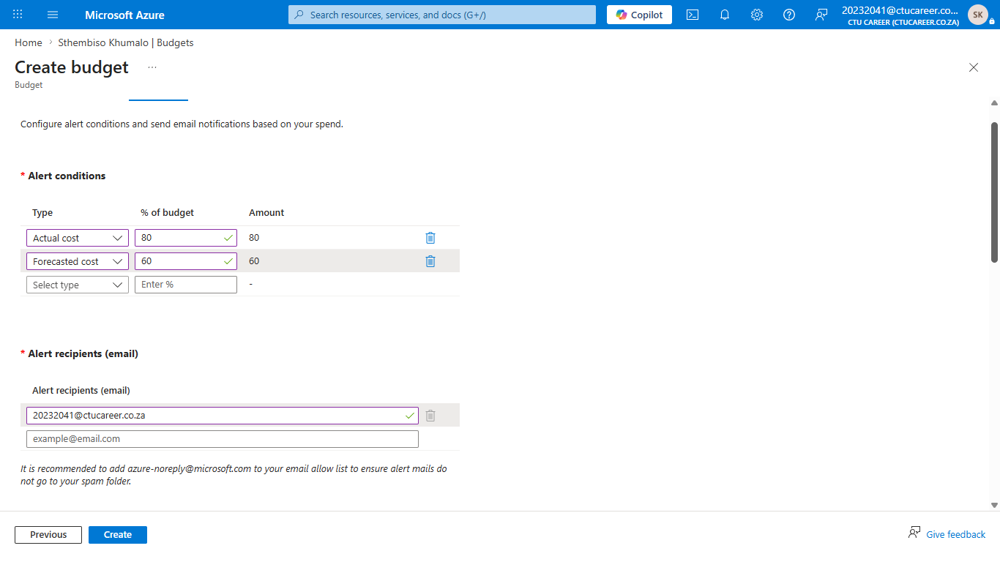 Microsoft Azure
Search resources, services, and docs (G+/)
Copilot
20232041@ctucareer.co...
CTU CAREER (CTUCAREER.CO.ZA)
SK
Home > Sthembiso Khumalo | Budgets
Create budget ...
Budget
Configure alert conditions and send email notifications based on your spend.
* Alert conditions
Type % of budget Amount
Actual cost 80 80
Forecasted cost 60 60
Select type Enter % -
* Alert recipients (email)
Alert recipients (email)
20232041@ctucareer.co.za
example@email.com
It is recommended to add azure-noreply@microsoft.com to your email allow list to ensure alert mails do
not go to your spam folder.
Previous Create Give feedback